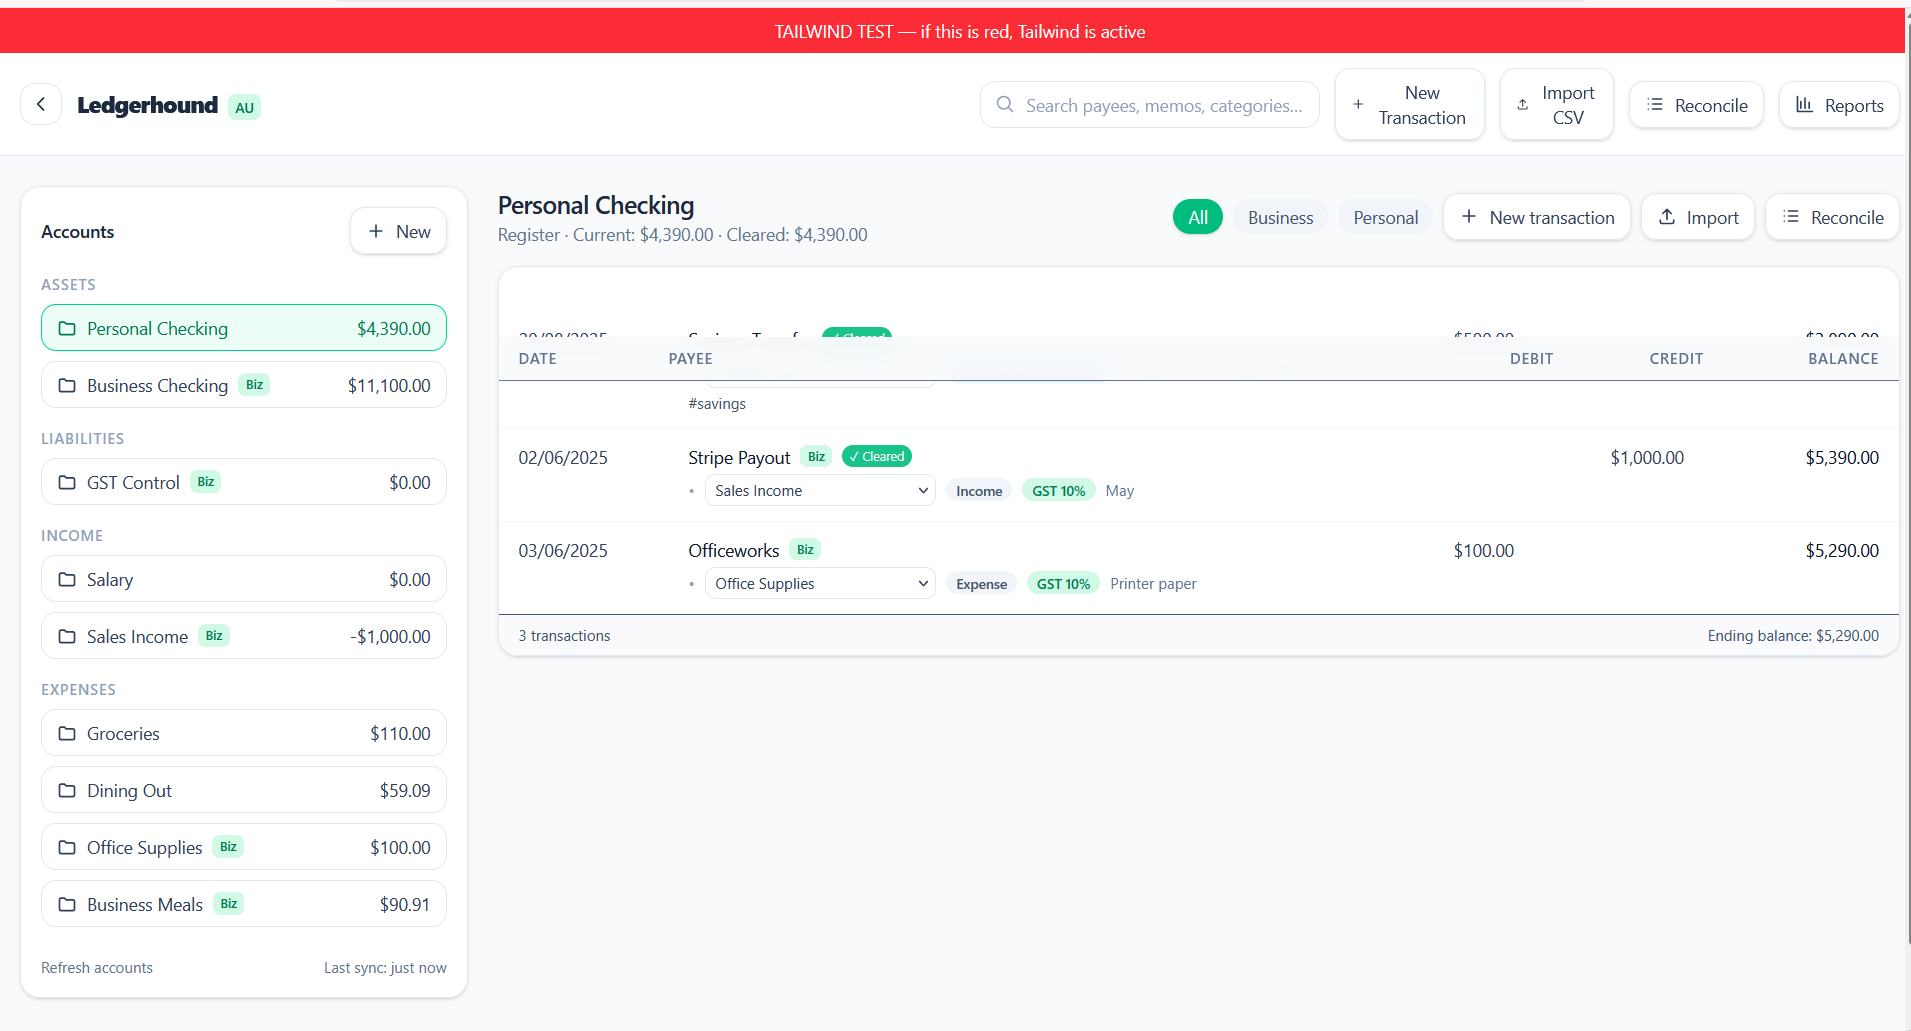 TAILWIND TEST — if this is red, Tailwind is active
Ledgerhound AU
Search payees, memos, categories...
New Transaction
Import CSV
Reconcile
Reports
Accounts
New
ASSETS
Personal Checking $4,390.00
Business Checking Biz $11,100.00
LIABILITIES
GST Control Biz $0.00
INCOME
Salary $0.00
Sales Income Biz -$1,000.00
EXPENSES
Groceries $110.00
Dining Out $59.09
Office Supplies Biz $100.00
Business Meals Biz $90.91
Refresh accounts Last sync: just now
Personal Checking
Register · Current: $4,390.00 · Cleared: $4,390.00
All Business Personal New transaction Import Reconcile
DATE PAYEE DEBIT CREDIT BALANCE
#savings
02/06/2025 Stripe Payout Biz ✓ Cleared $1,000.00 $5,390.00
• Sales Income Income GST 10% May
03/06/2025 Officeworks Biz $100.00 $5,290.00
• Office Supplies Expense GST 10% Printer paper
3 transactions Ending balance: $5,290.00